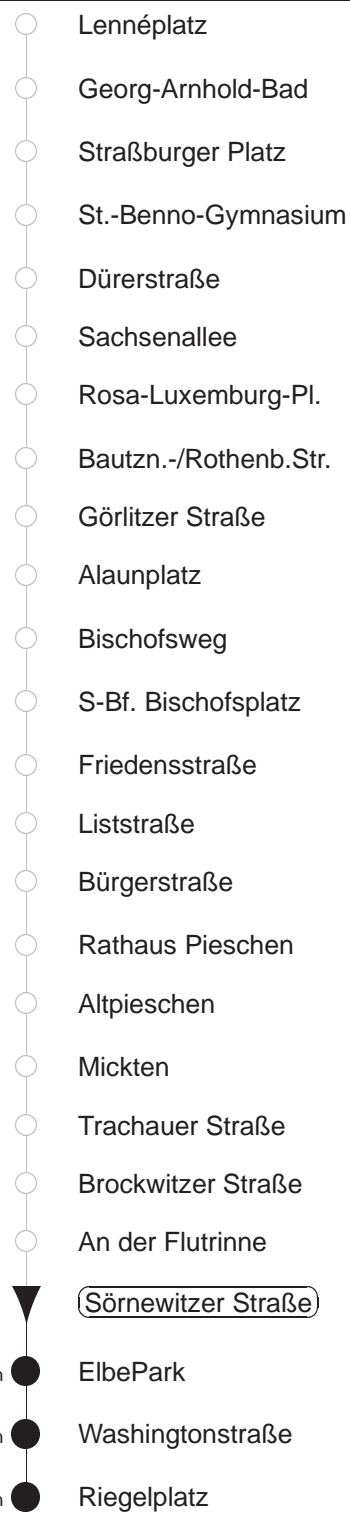 Lennéplatz
Georg-Arnhold-Bad
Straßburger Platz
St.-Benno-Gymnasium
Dürerstraße
Sachsenallee
Rosa-Luxemburg-Pl.
Bautzn.-/Rothenb.Str.
Görlitzer Straße
Alaunplatz
Bischofsweg
S-Bf. Bischofsplatz
Friedensstraße
Liststraße
Bürgerstraße
Rathaus Pieschen
Altpieschen
Mickten
Trachauer Straße
Brockwitzer Straße
An der Flutrinne
Sörnewitzer Straße
ElbePark
Washingtonstraße
Riegelplatz